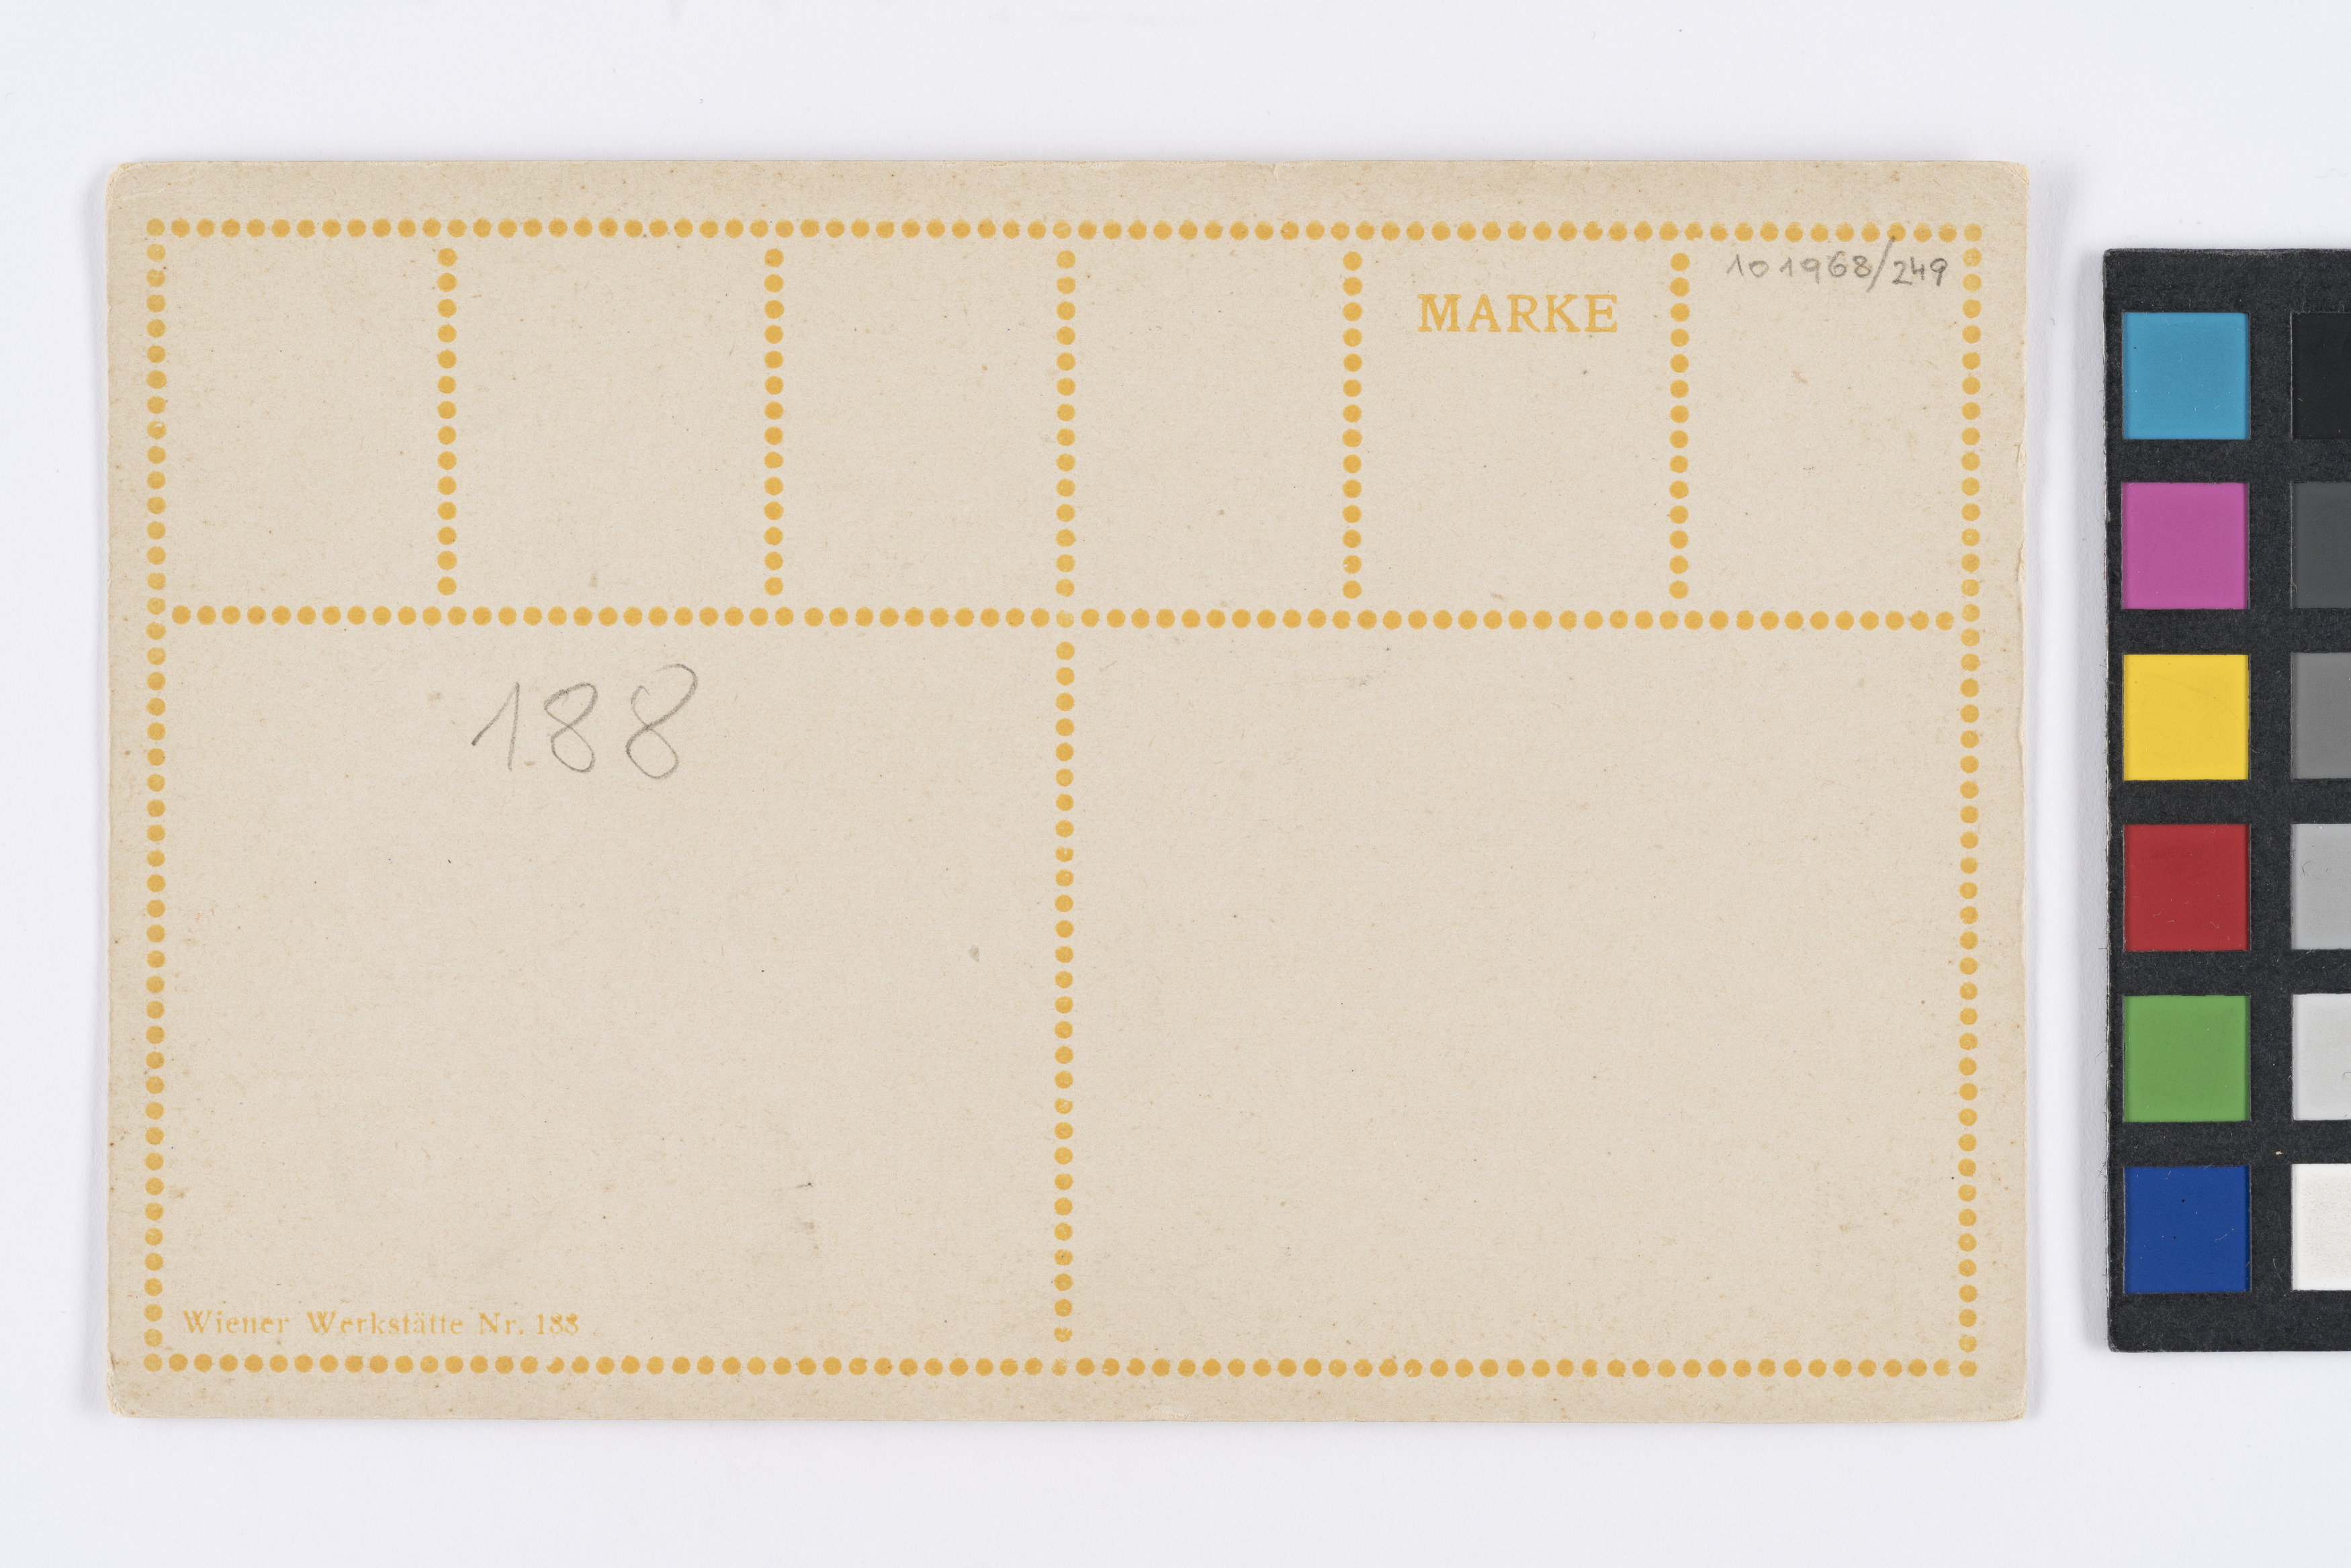 101968/249
MARKE
188
Wiener Werkstätte Nr. 188